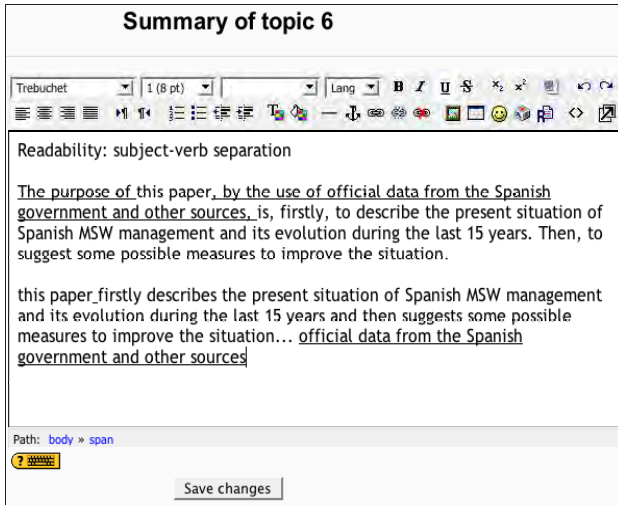 Summary of topic 6
Trebuchet 1 (8 pt) Lang B I U S x₂ x²
Readability: subject-verb separation
The purpose of this paper, by the use of official data from the Spanish
government and other sources, is, firstly, to describe the present situation of
Spanish MSW management and its evolution during the last 15 years. Then, to
suggest some possible measures to improve the situation.
this paper firstly describes the present situation of Spanish MSW management
and its evolution during the last 15 years and then suggests some possible
measures to improve the situation... official data from the Spanish
government and other sources
Path: body » span
?
Save changes